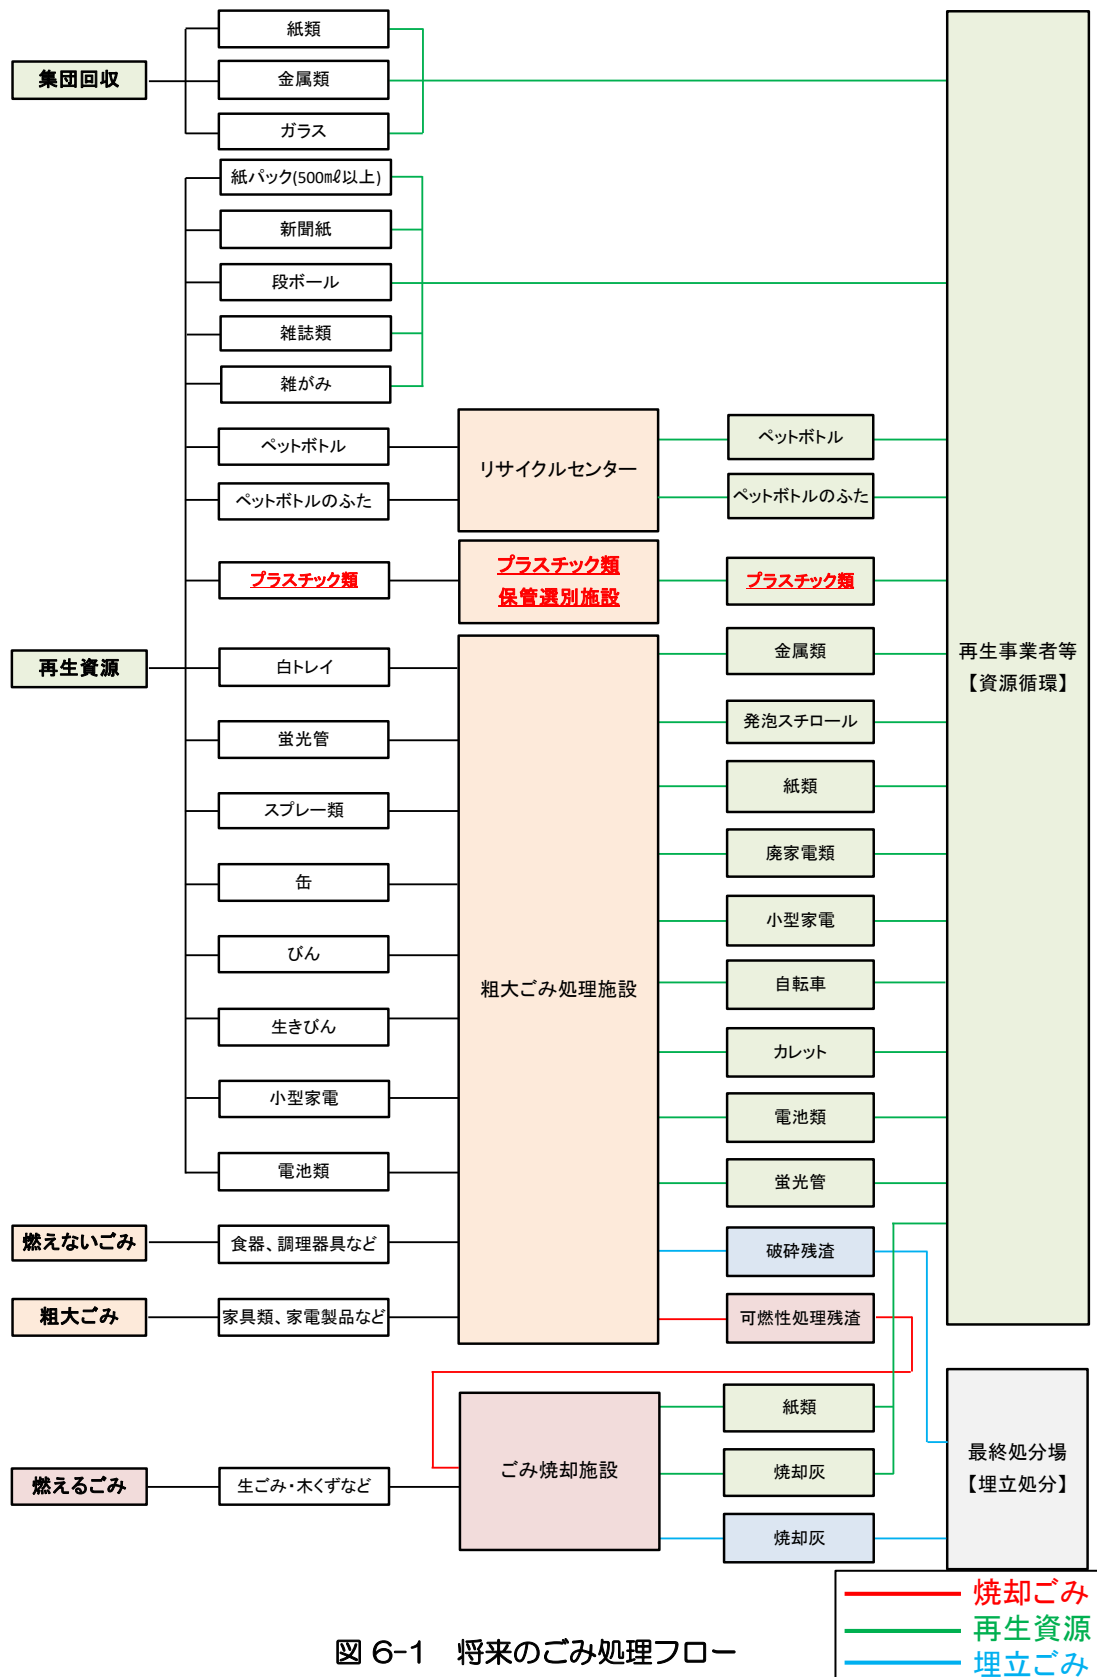 集団回収
紙類
金属類
ガラス
再生資源
紙パック(500mℓ以上)
新聞紙
段ボール
雑誌類
雑がみ
ペットボトル
ペットボトルのふた
プラスチック類
白トレイ
蛍光管
スプレー類
缶
びん
生きびん
小型家電
電池類
燃えないごみ
食器、調理器具など
粗大ごみ
家具類、家電製品など
燃えるごみ
生ごみ・木くずなど
リサイクルセンター
プラスチック類
保管選別施設
粗大ごみ処理施設
ごみ焼却施設
ペットボトル
ペットボトルのふた
プラスチック類
金属類
発泡スチロール
紙類
廃家電類
小型家電
自転車
カレット
電池類
蛍光管
破砕残渣
可燃性処理残渣
紙類
焼却灰
焼却灰
再生事業者等
【資源循環】
最終処分場
【埋立処分】
焼却ごみ
再生資源
埋立ごみ
図 6-1 将来のごみ処理フロー